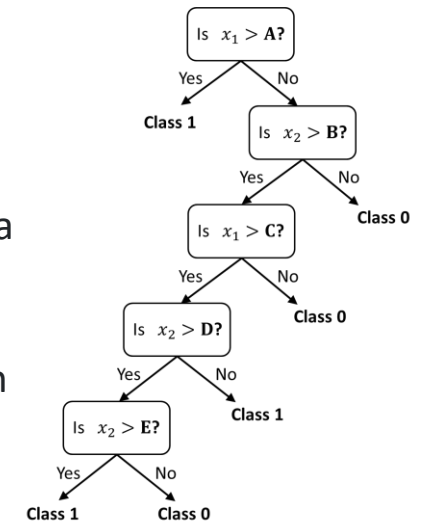 Is x₁ > A?
Yes No
Class 1
Is x₂ > B?
Yes No
Class 0
a
Is x₁ > C?
Yes No
Class 0
Is x₂ > D?
Yes No
Class 1
Is x₂ > E?
Yes No
Class 1 Class 0